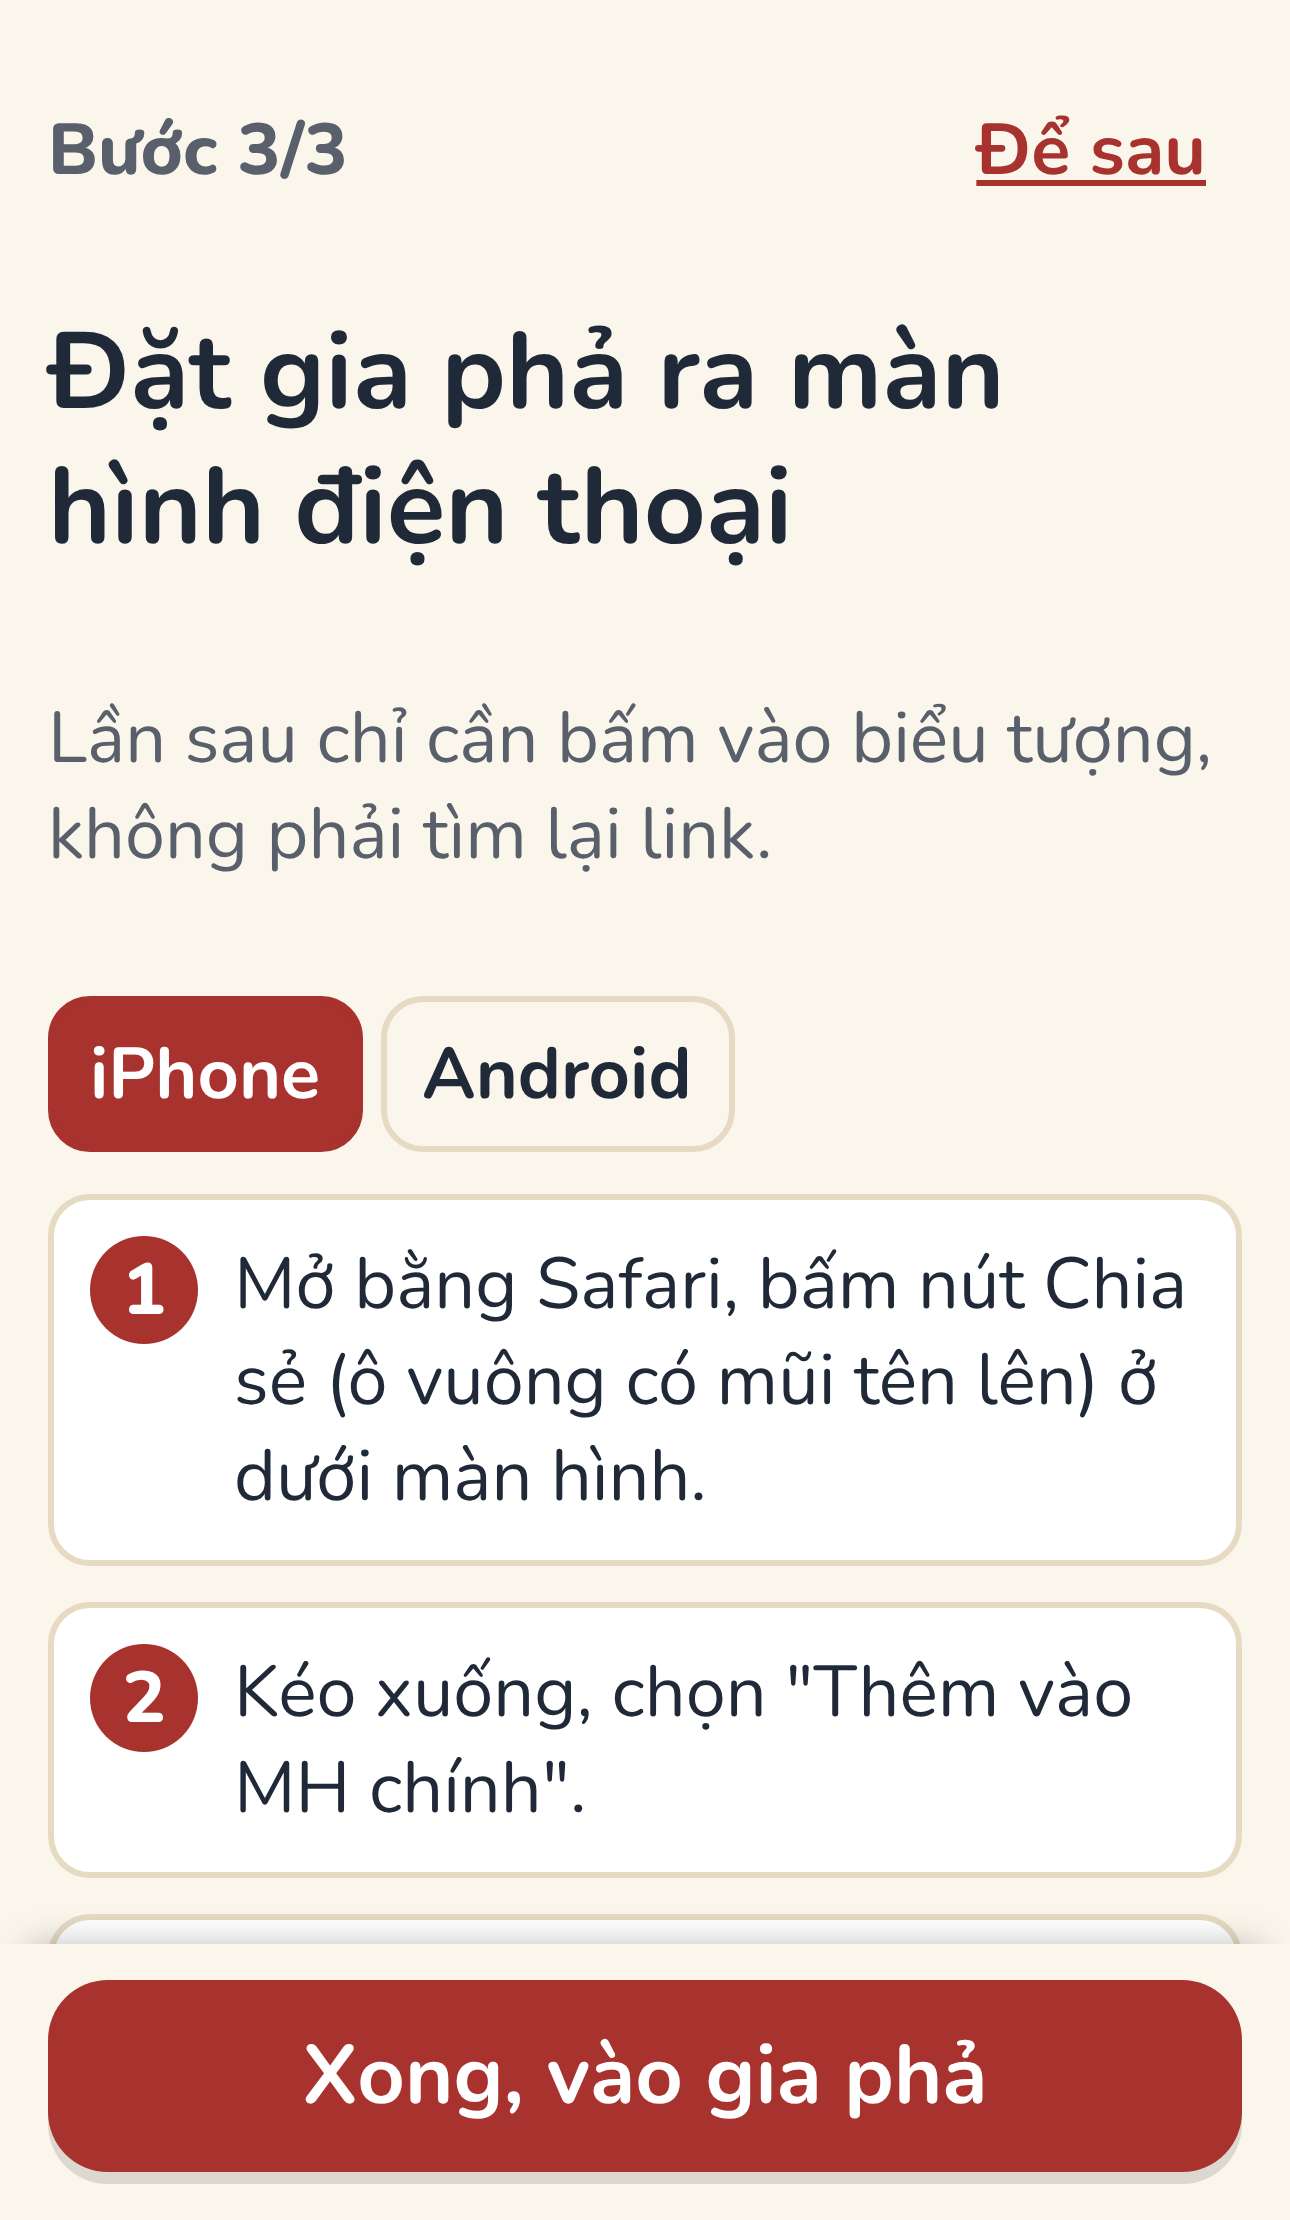 Bước 3/3
Để sau
Đặt gia phả ra màn
hình điện thoại
Lần sau chỉ cần bấm vào biểu tượng,
không phải tìm lại link.
iPhone
Android
1
Mở bằng Safari, bấm nút Chia
sẻ (ô vuông có mũi tên lên) ở
dưới màn hình.
2
Kéo xuống, chọn "Thêm vào
MH chính".
Xong, vào gia phả